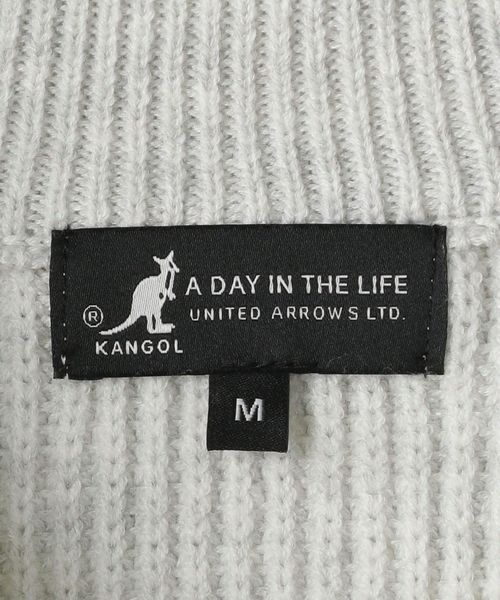 A DAY IN THE LIFE
UNITED ARROWS LTD.
®
KANGOL
M